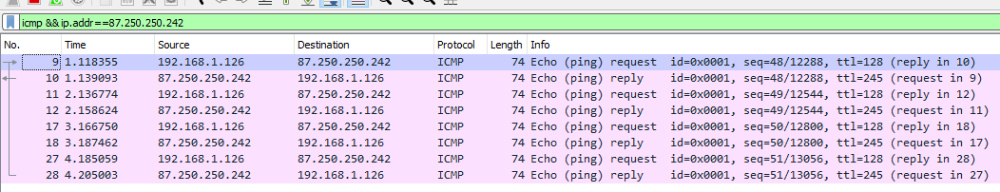 icmp && ip.addr==87.250.250.242
No. Time Source Destination Protocol Length Info
9 1.118355 192.168.1.126 87.250.250.242 ICMP 74 Echo (ping) request id=0x0001, seq=48/12288, ttl=128 (reply in 10)
10 1.139093 87.250.250.242 192.168.1.126 ICMP 74 Echo (ping) reply id=0x0001, seq=48/12288, ttl=245 (request in 9)
11 2.136774 192.168.1.126 87.250.250.242 ICMP 74 Echo (ping) request id=0x0001, seq=49/12544, ttl=128 (reply in 12)
12 2.158624 87.250.250.242 192.168.1.126 ICMP 74 Echo (ping) reply id=0x0001, seq=49/12544, ttl=245 (request in 11)
17 3.166750 192.168.1.126 87.250.250.242 ICMP 74 Echo (ping) request id=0x0001, seq=50/12800, ttl=128 (reply in 18)
18 3.187462 87.250.250.242 192.168.1.126 ICMP 74 Echo (ping) reply id=0x0001, seq=50/12800, ttl=245 (request in 17)
27 4.185059 192.168.1.126 87.250.250.242 ICMP 74 Echo (ping) request id=0x0001, seq=51/13056, ttl=128 (reply in 28)
28 4.205003 87.250.250.242 192.168.1.126 ICMP 74 Echo (ping) reply id=0x0001, seq=51/13056, ttl=245 (request in 27)